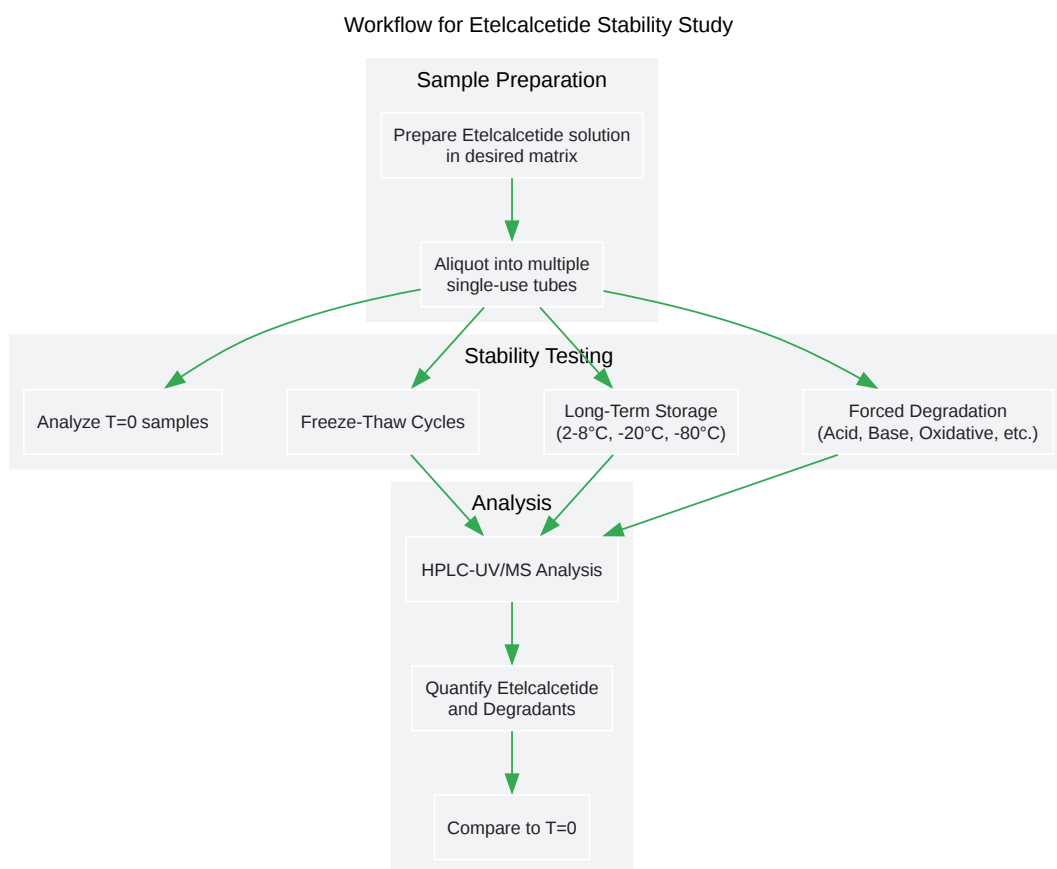 Workflow for Etelcalcetide Stability Study
Sample Preparation
Prepare Etelcalcetide solution
in desired matrix
Aliquot into multiple
single-use tubes
Stability Testing
Analyze T=0 samples
Freeze-Thaw Cycles
Long-Term Storage
(2-8°C, -20°C, -80°C)
Forced Degradation
(Acid, Base, Oxidative, etc.)
Analysis
HPLC-UV/MS Analysis
Quantify Etelcalcetide
and Degradants
Compare to T=0